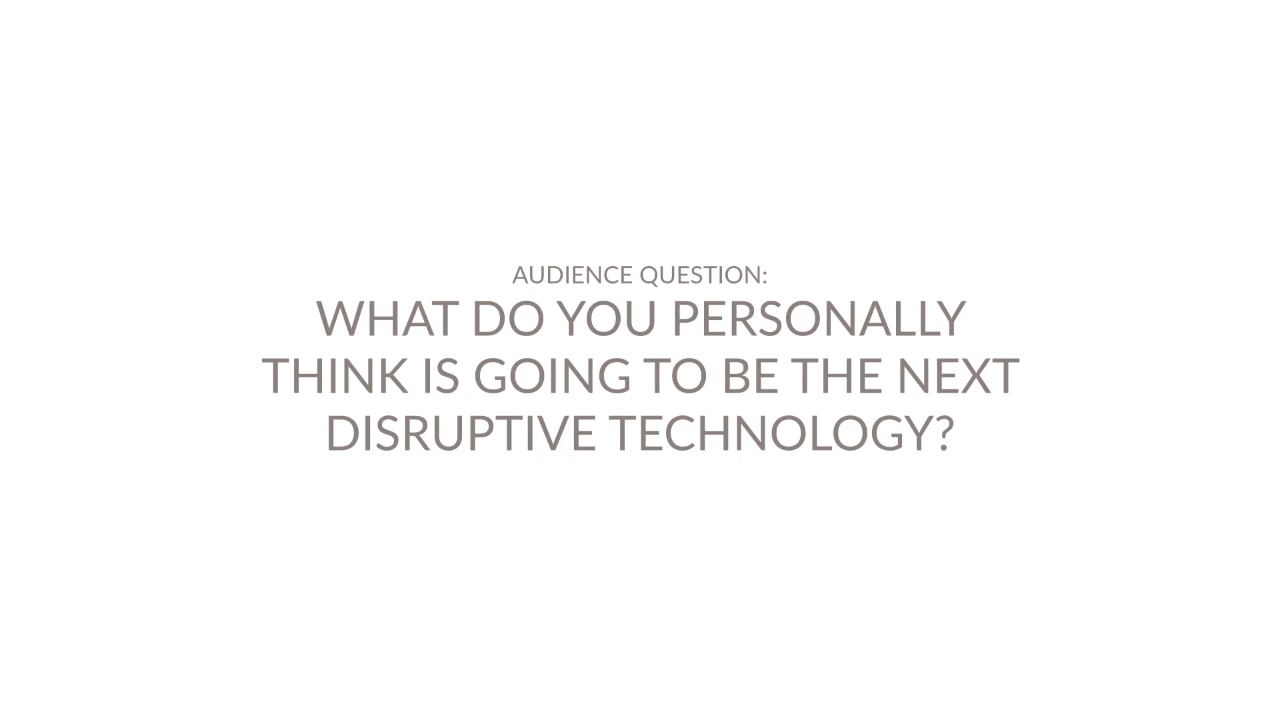 AUDIENCE QUESTION:
WHAT DO YOU PERSONALLY
THINK IS GOING TO BE THE NEXT
DISRUPTIVE TECHNOLOGY?